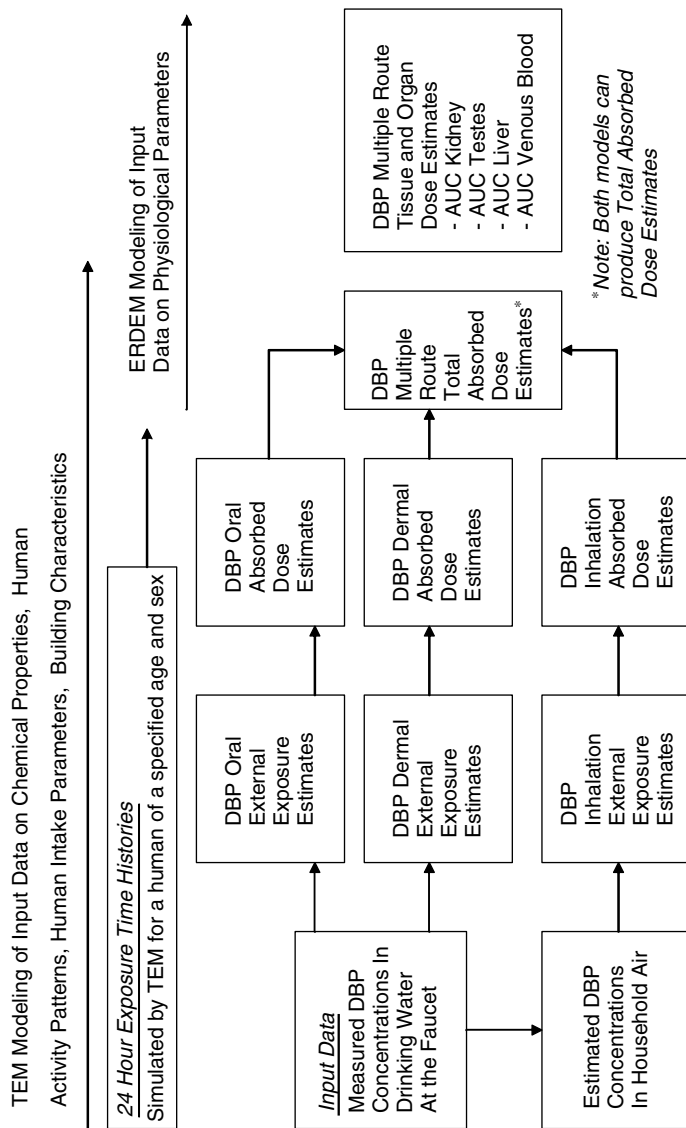 TEM Modeling of Input Data on Chemical Properties, Human
Activity Patterns, Human Intake Parameters, Building Characteristics
24 Hour Exposure Time Histories
Simulated by TEM for a human of a specified age and sex
ERDEM Modeling of Input
Data on Physiological Parameters
Input Data
Measured DBP
Concentrations In
Drinking Water
At the Faucet
Estimated DBP
Concentrations
In Household Air
DBP Oral
External
Exposure
Estimates
DBP Dermal
External
Exposure
Estimates
DBP
Inhalation
External
Exposure
Estimates
DBP Oral
Absorbed
Dose
Estimates
DBP Dermal
Absorbed
Dose
Estimates
DBP
Inhalation
Absorbed
Dose
Estimates
DBP
Multiple
Route
Total
Absorbed
Dose
Estimates*
DBP Multiple Route
Tissue and Organ
Dose Estimates
- AUC Kidney
- AUC Testes
- AUC Liver
- AUC Venous Blood
*Note: Both models can
produce Total Absorbed
Dose Estimates